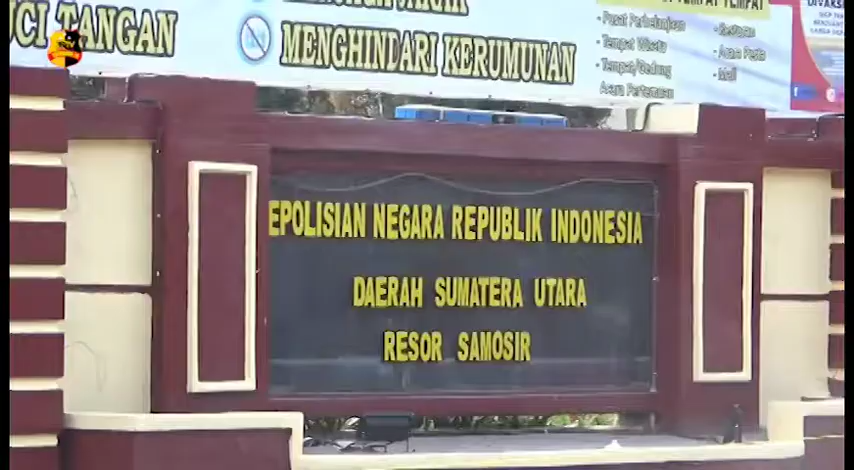 UCI TANGAN
MENGHINDARI KERUMUNAN
Pusat Perbelanjaan
Tempat Wisata
Tempat/Gedung
Acara Pertemuan
Restoran
Acara Pesta
Mall
EPOLISIAN NEGARA REPUBLIK INDONESIA
DAERAH SUMATERA UTARA
RESOR SAMOSIR